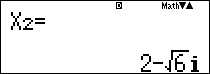 D Math▼▲
X₂=
2-√6i